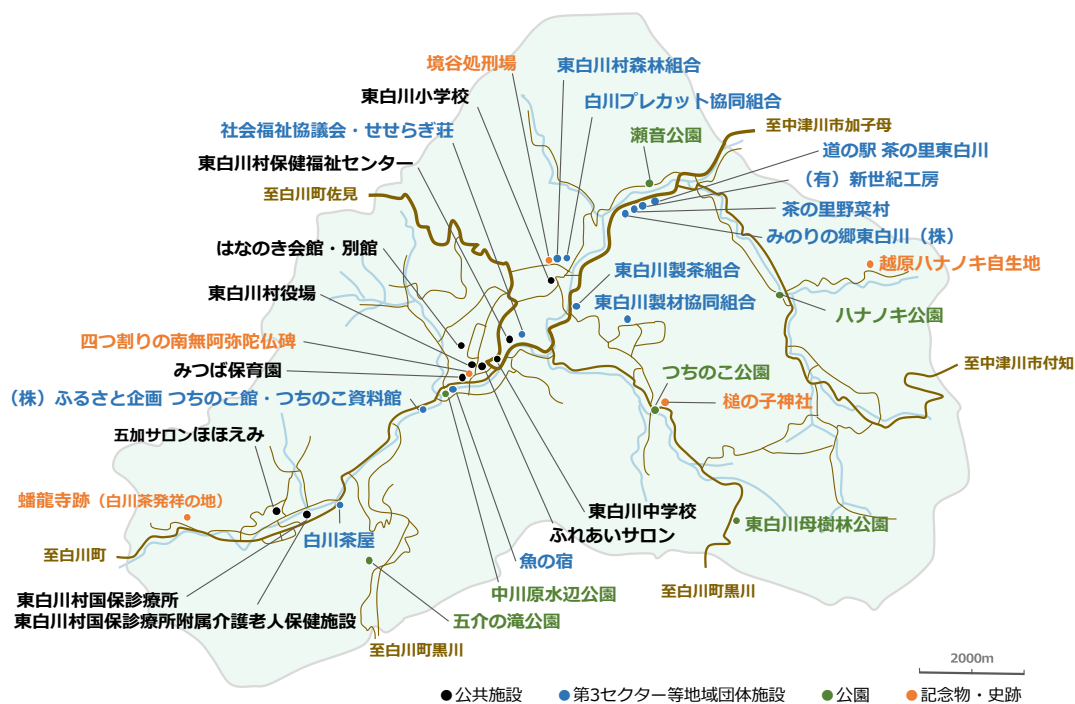 境谷処刑場
東白川村森林組合
東白川小学校
白川プレカット協同組合
社会福祉協議会・せせらぎ荘
瀬音公園
至中津川市加子母
東白川村保健福祉センター
道の駅 茶の里東白川
至白川町佐見
（有）新世紀工房
茶の里野菜村
はなのき会館・別館
みのりの郷東白川（株）
東白川製茶組合
越原ハナノキ自生地
東白川村役場
東白川製材協同組合
ハナノキ公園
四つ割りの南無阿弥陀仏碑
みつば保育園
至中津川市付知
つちのこ公園
（株）ふるさと企画 つちのこ館・つちのこ資料館
槌の子神社
五加サロンほほえみ
蟠龍寺跡（白川茶発祥の地）
東白川中学校
東白川母樹林公園
ふれあいサロン
白川茶屋
至白川町
魚の宿
至白川町黒川
中川原水辺公園
東白川村国保診療所
東白川村国保診療所附属介護老人保健施設
五介の滝公園
至白川町黒川
2000m
公共施設
第3セクター等地域団体施設
公園
記念物・史跡